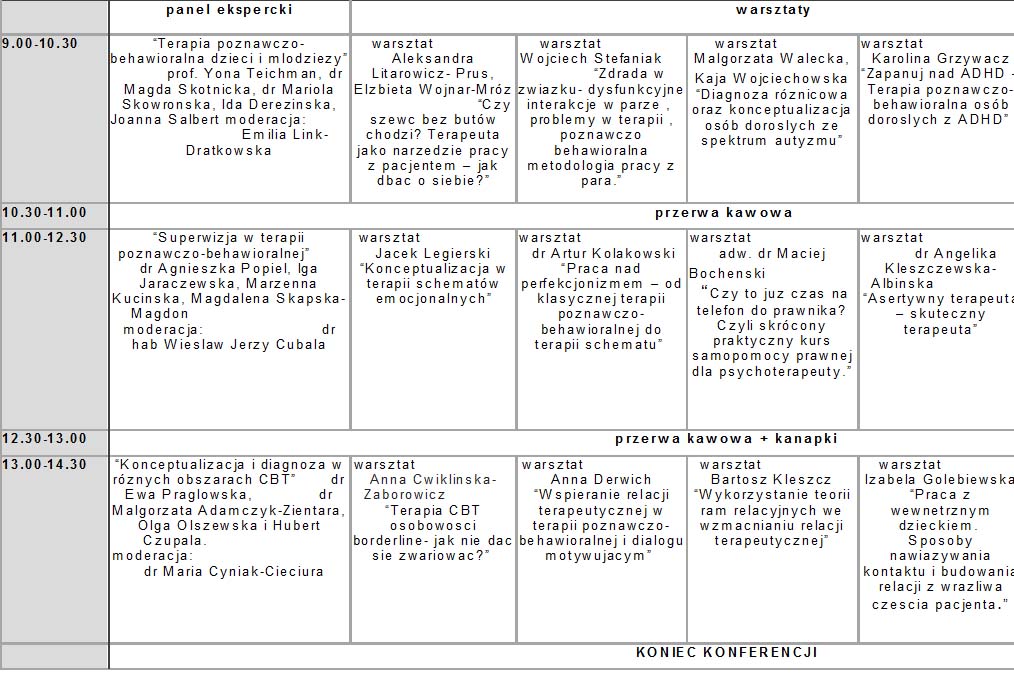 panel ekspercki
warsztaty
9.00-10.30
“Terapia poznawczo-
behawioralna dzieci i mlodziezy”
prof. Yona Teichman, dr
Magda Skotnicka, dr Mariola
Skowronska, Ida Derezinska,
Joanna Salbert moderacja:
Emilia Link-
Dratkowska
warsztat
Aleksandra
Litarowicz- Prus,
Elzbieta Wojnar-Mróz
“Czy
szewc bez butów
chodzi? Terapeuta
jako narzedzie pracy
z pacjentem – jak
dbac o siebie?”
warsztat
Wojciech Stefaniak
“Zdrada w
zwiazku- dysfunkcyjne
interakcje w parze ,
problemy w terapii ,
poznawczo
behawioralna
metodologia pracy z
para.”
warsztat
Malgorzata Walecka,
Kaja Wojciechowska
“Diagnoza róznicowa
oraz konceptualizacja
osób doroslych ze
spektrum autyzmu”
warsztat
Karolina Grzywacz
“Zapanuj nad ADHD -
Terapia poznawczo-
behawioralna osób
doroslych z ADHD”
10.30-11.00
przerwa kawowa
11.00-12.30
“Superwizja w terapii
poznawczo-behawioralnej”
dr Agnieszka Popiel, Iga
Jaraczewska, Marzenna
Kucinska, Magdalena Skapska-
Magdon
moderacja: dr
hab Wieslaw Jerzy Cubala
warsztat
Jacek Legierski
“Konceptualizacja w
terapii schematów
emocjonalnych”
warsztat
dr Artur Kolakowski
“Praca nad
perfekcjonizmem – od
klasycznej terapii
poznawczo-
behawioralnej do
terapii schematu”
warsztat
adw. dr Maciej
Bochenski
“Czy to juz czas na
telefon do prawnika?
Czyli skrócony
praktyczny kurs
samopomocy prawnej
dla psychoterapeuty.”
warsztat
dr Angelika
Kleszczewska-
Albinska
“Asertywny terapeuta
– skuteczny
terapeuta”
12.30-13.00
przerwa kawowa + kanapki
13.00-14.30
“Konceptualizacja i diagnoza w
róznych obszarach CBT” dr
Ewa Praglowska, dr
Malgorzata Adamczyk-Zientara,
Olga Olszewska i Hubert
Czupala.
moderacja:
dr Maria Cyniak-Cieciura
warsztat
Anna Cwiklinska-
Zaborowicz
“Terapia CBT
osobowosci
borderline- jak nie dac
sie zwariowac?”
warsztat
Anna Derwich
“Wspieranie relacji
terapeutycznej w
terapii poznawczo-
behawioralnej i dialogu
motywujacym”
warsztat
Bartosz Kleszcz
“Wykorzystanie teorii
ram relacyjnych we
wzmacnianiu relacji
terapeutycznej”
warsztat
Izabela Golebiewska
“Praca z
wewnetrznym
dzieckiem.
Sposoby
nawiazywania
kontaktu i budowania
relacji z wrazliwa
czescia pacjenta.”
KONIEC KONFERENCJI